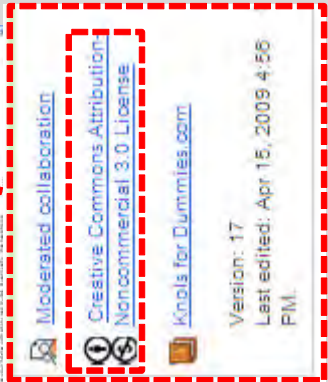 Moderated collaboration
Creative Commons Attribution-
Noncommercial 3.0 License
Knols for Dummies.com
Version: 17
Last edited: Apr 15, 2009 4:56
PM.